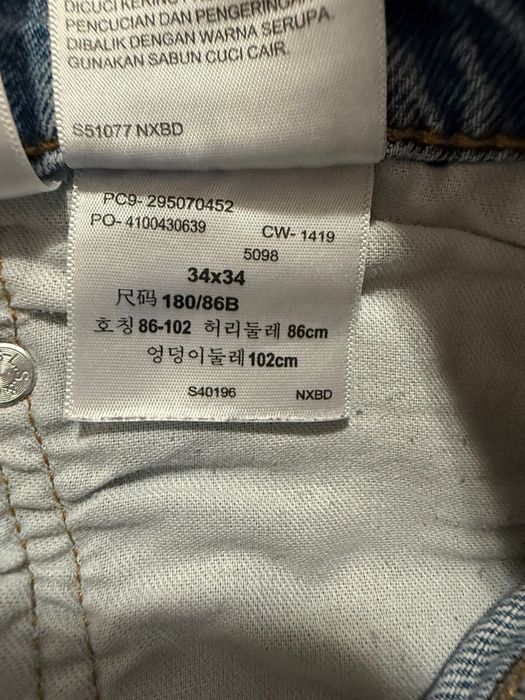 PENCUCIAN DAN PENGERINGAN
DIBALIK DENGAN WARNA SERUPA.
GUNAKAN SABUN CUCI CAIR.
S51077 NXBD
PC9- 295070452
PO- 4100430639
CW- 1419
5098
34x34
尺码 180/86B
호칭 86-102 허리둘레 86cm
엉덩이둘레 102cm
S40196 NXBD